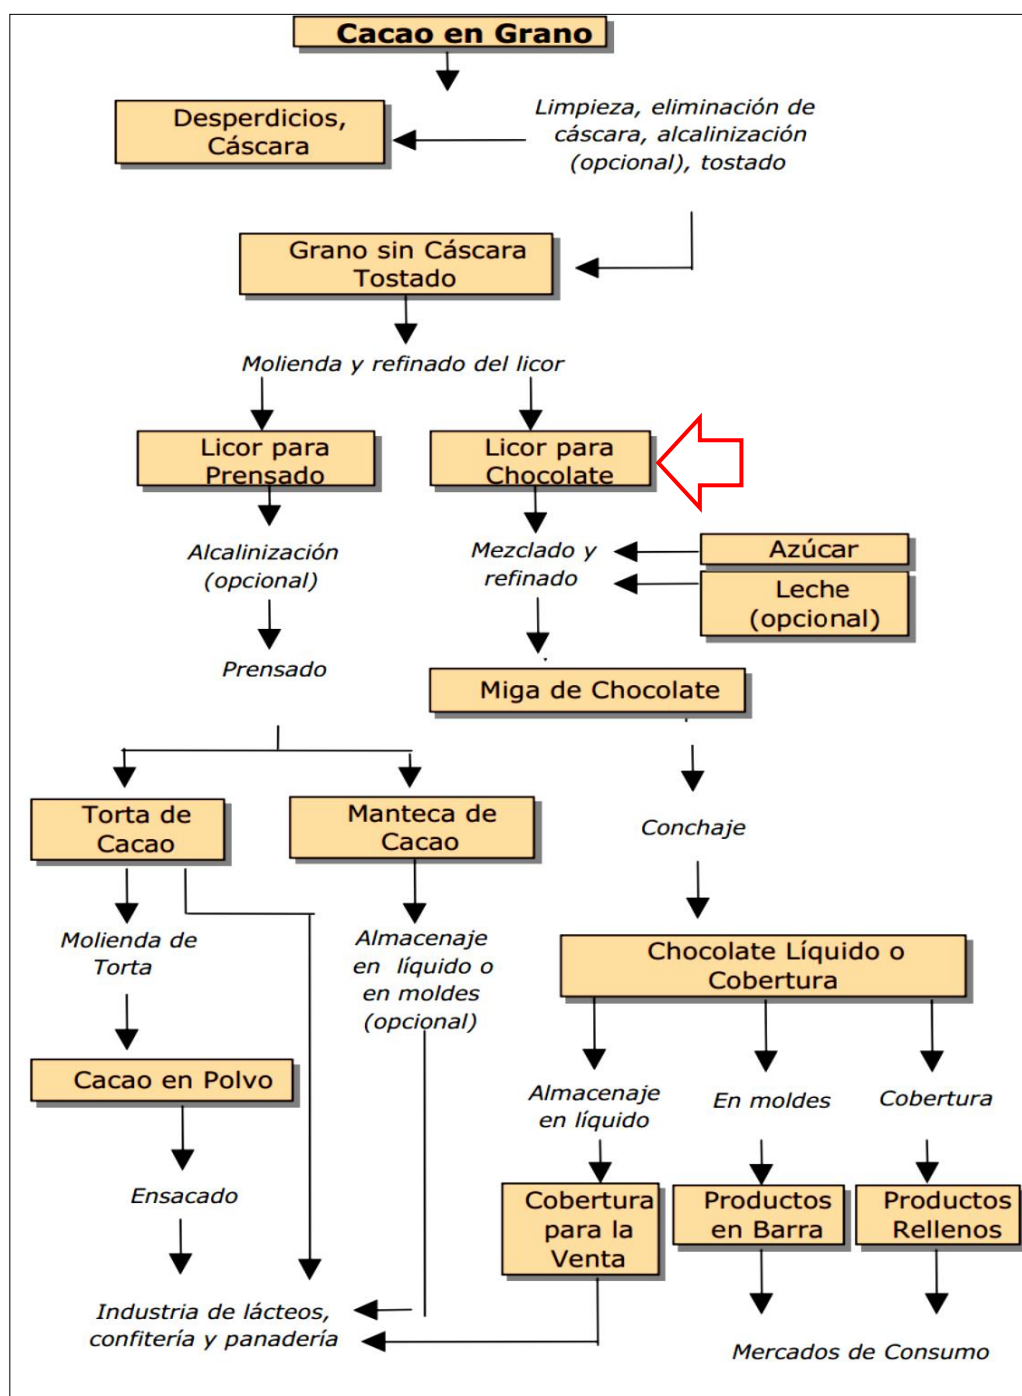 Cacao en Grano
Desperdicios,
Cáscara
Limpieza, eliminación de
cáscara, alcalinización
(opcional), tostado
Grano sin Cáscara
Tostado
Molienda y refinado del licor
Licor para
Prensado
Licor para
Chocolate
Alcalinización
(opcional)
Mezclado y
refinado
Azúcar
Leche
(opcional)
Prensado
Miga de Chocolate
Torta de
Cacao
Manteca de
Cacao
Conchaje
Molienda de
Torta
Almacenaje
en líquido o
en moldes
(opcional)
Chocolate Líquido o
Cobertura
Cacao en Polvo
Almacenaje
en líquido
En moldes
Cobertura
Ensacado
Cobertura
para la
Venta
Productos
en Barra
Productos
Rellenos
Industria de lácteos,
confitería y panadería
Mercados de Consumo